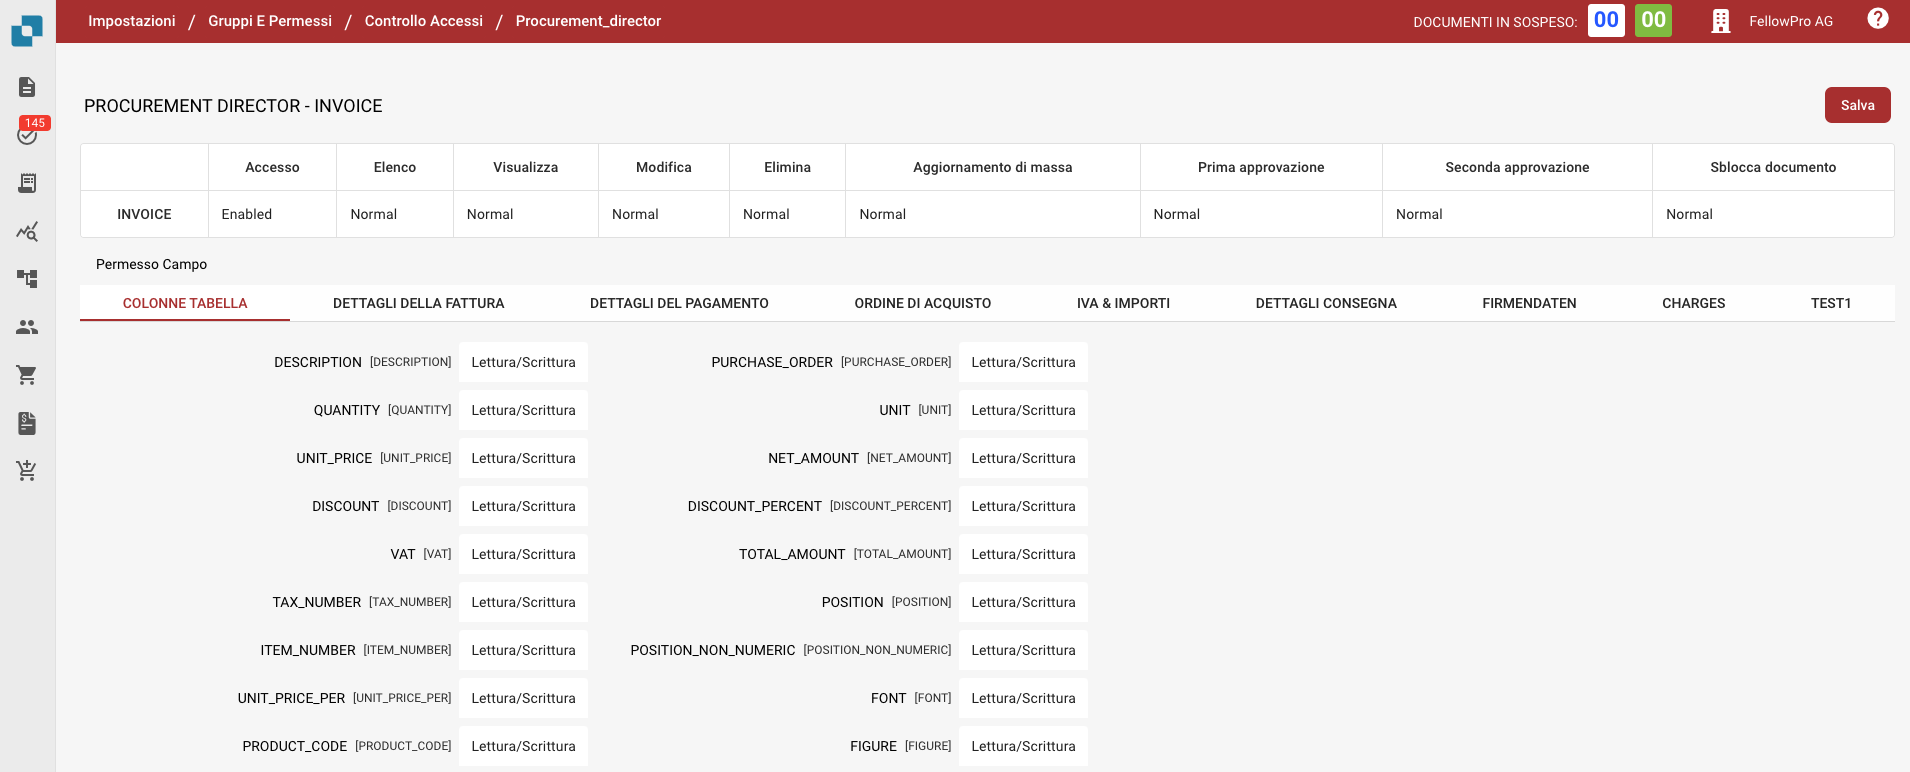 Impostazioni / Gruppi E Permessi / Controllo Accessi / Procurement_director DOCUMENTI IN SOSPESO: 00 00 FellowPro AG ?
145
PROCUREMENT DIRECTOR - INVOICE Salva
Accesso Elenco Visualizza Modifica Elimina Aggiornamento di massa Prima approvazione Seconda approvazione Sblocca documento
INVOICE Enabled Normal Normal Normal Normal Normal Normal Normal Normal
Permesso Campo
COLONNE TABELLA DETTAGLI DELLA FATTURA DETTAGLI DEL PAGAMENTO ORDINE DI ACQUISTO IVA & IMPORTI DETTAGLI CONSEGNA FIRMENDATEN CHARGES TEST1
DESCRIPTION [DESCRIPTION] Lettura/Scrittura PURCHASE_ORDER [PURCHASE_ORDER] Lettura/Scrittura
QUANTITY [QUANTITY] Lettura/Scrittura UNIT [UNIT] Lettura/Scrittura
UNIT_PRICE [UNIT_PRICE] Lettura/Scrittura NET_AMOUNT [NET_AMOUNT] Lettura/Scrittura
DISCOUNT [DISCOUNT] Lettura/Scrittura DISCOUNT_PERCENT [DISCOUNT_PERCENT] Lettura/Scrittura
VAT [VAT] Lettura/Scrittura TOTAL_AMOUNT [TOTAL_AMOUNT] Lettura/Scrittura
TAX_NUMBER [TAX_NUMBER] Lettura/Scrittura POSITION [POSITION] Lettura/Scrittura
ITEM_NUMBER [ITEM_NUMBER] Lettura/Scrittura POSITION_NON_NUMERIC [POSITION_NON_NUMERIC] Lettura/Scrittura
UNIT_PRICE_PER [UNIT_PRICE_PER] Lettura/Scrittura FONT [FONT] Lettura/Scrittura
PRODUCT_CODE [PRODUCT_CODE] Lettura/Scrittura FIGURE [FIGURE] Lettura/Scrittura